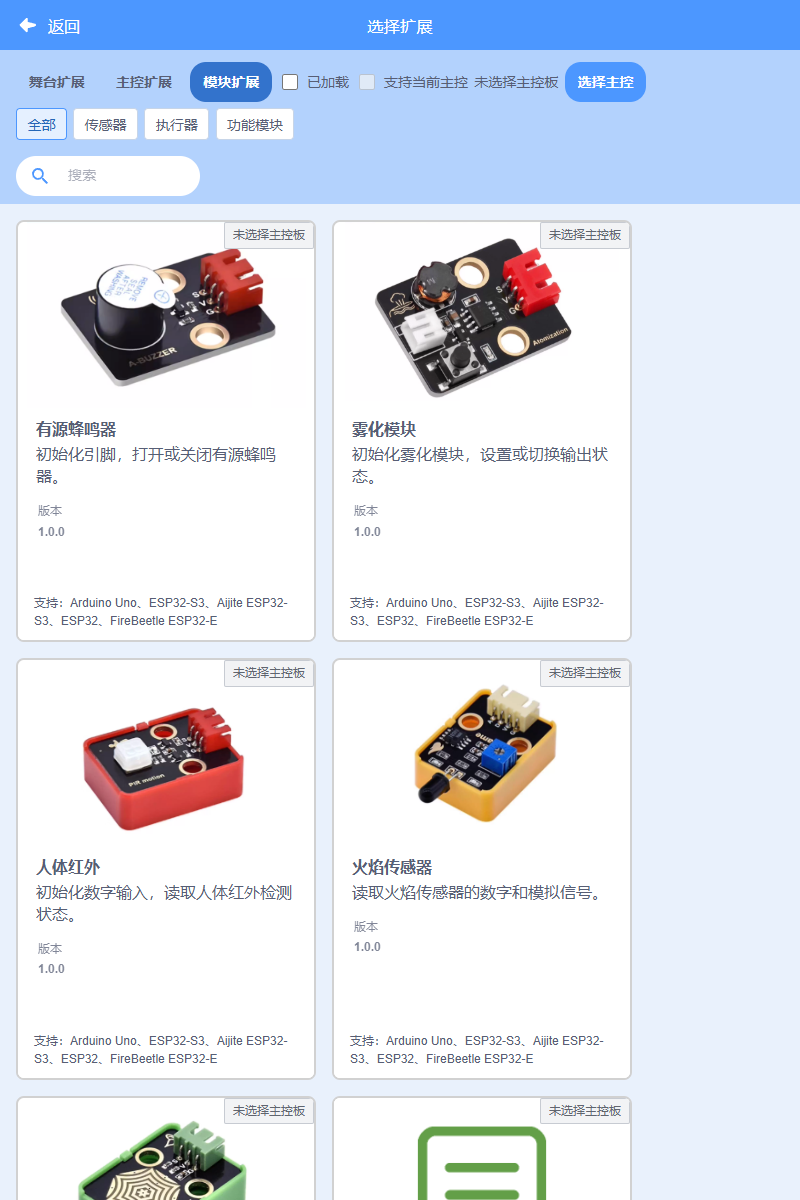 返回
选择扩展
舞台扩展 主控扩展 模块扩展 已加载 支持当前主控 未选择主控板 选择主控
全部 传感器 执行器 功能模块
搜索
未选择主控板
REMOVE SEAL AFTER WASHING
A-BUZZER
有源蜂鸣器
初始化引脚，打开或关闭有源蜂鸣
器。
版本
1.0.0
支持：Arduino Uno、ESP32-S3、Aijite ESP32-
S3、ESP32、FireBeetle ESP32-E
未选择主控板
Atomization
雾化模块
初始化雾化模块，设置或切换输出状
态。
版本
1.0.0
支持：Arduino Uno、ESP32-S3、Aijite ESP32-
S3、ESP32、FireBeetle ESP32-E
未选择主控板
PIR motion
人体红外
初始化数字输入，读取人体红外检测
状态。
版本
1.0.0
支持：Arduino Uno、ESP32-S3、Aijite ESP32-
S3、ESP32、FireBeetle ESP32-E
未选择主控板
火焰传感器
读取火焰传感器的数字和模拟信号。
版本
1.0.0
支持：Arduino Uno、ESP32-S3、Aijite ESP32-
S3、ESP32、FireBeetle ESP32-E
未选择主控板
未选择主控板